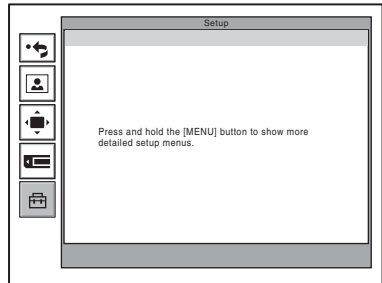 Setup
Press and hold the [MENU] button to show more
detailed setup menus.